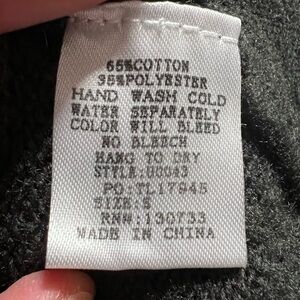 65%COTTON
35%POLYESTER
HAND WASH COLD
WATER SEPARATELY
COLOR WILL BLEED
NO BLEECH
HANG TO DRY
STYLE:U0043
PO:TL17945
SIZE:S
RN#:130733
MADE IN CHINA